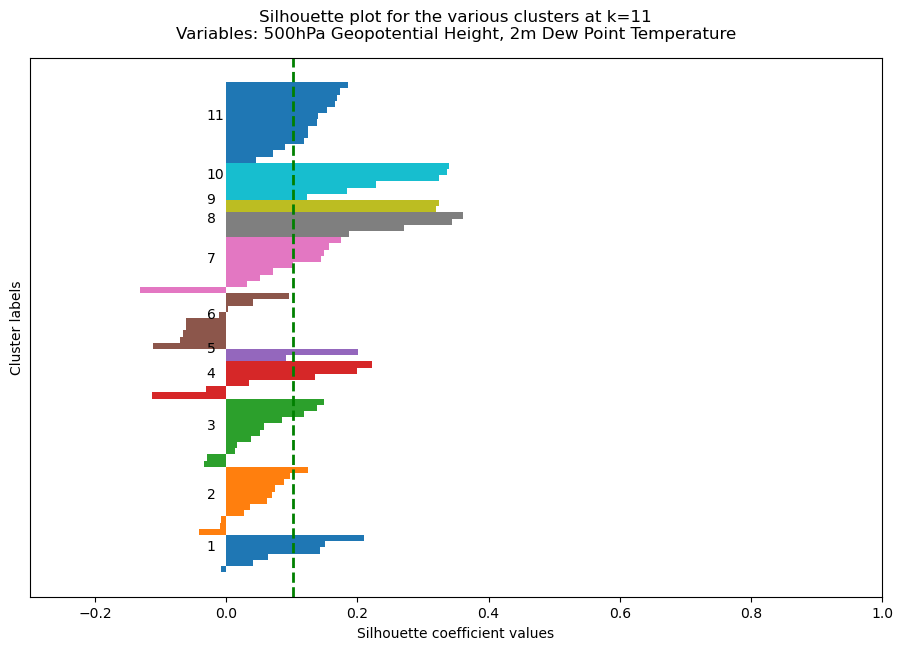 Silhouette plot for the various clusters at k=11
Variables: 500hPa Geopotential Height, 2m Dew Point Temperature
Cluster labels
11
10
9
8
7
6
5
4
3
2
1
−0.2 0.0 0.2 0.4 0.6 0.8 1.0
Silhouette coefficient values